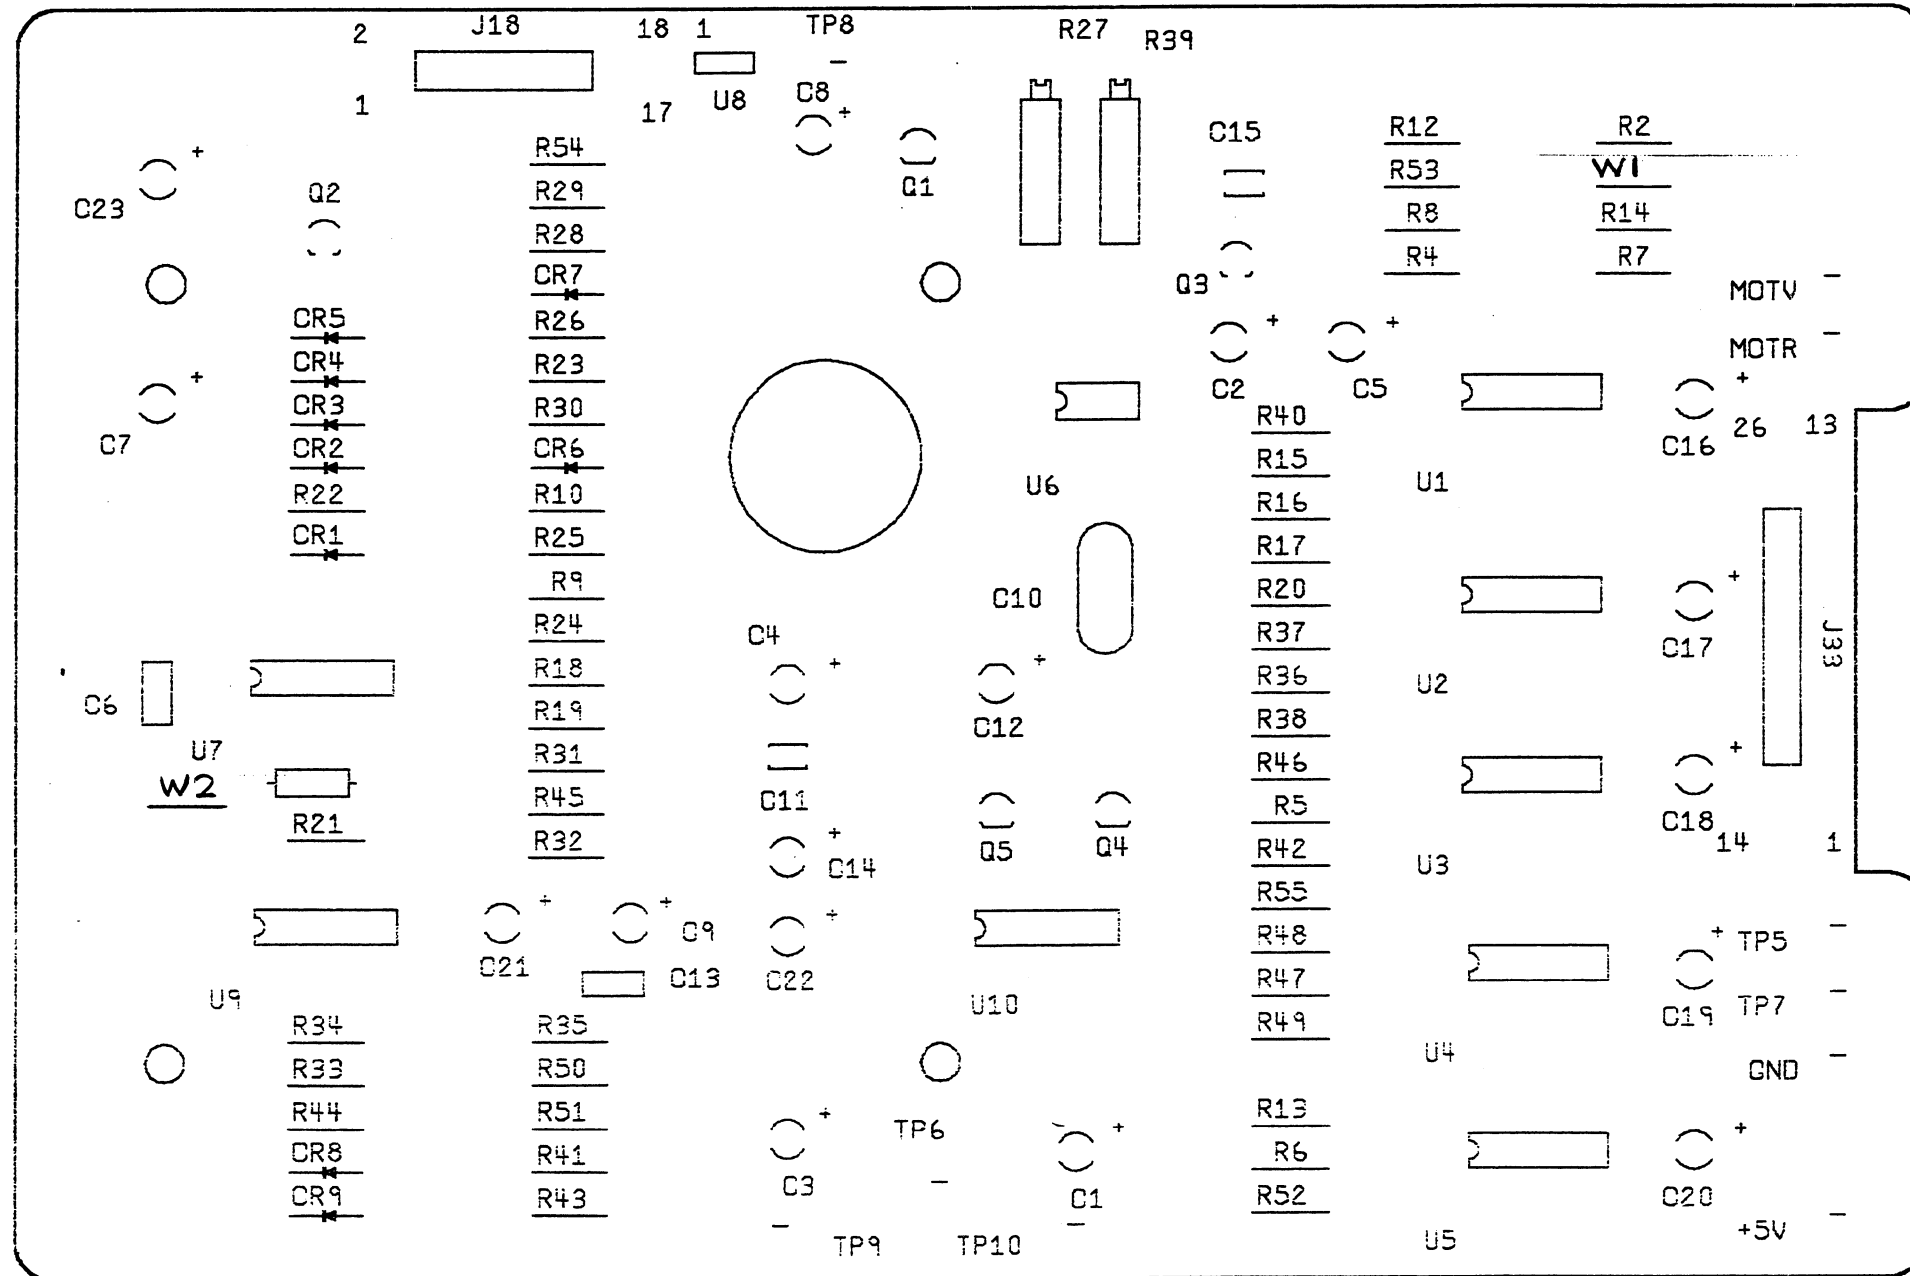 2 J18 18 1 TP8 R27 R39
1 17 U8 C8
C23 + Q2 R54 + Q1 C15 R12 R2
R29 R53 W1
R28 R8 R14
CR7 Q3 R4 R7 MOTV
CR5 R26 + + MOTR
CR4 R23 C2 C5 +
C7 + CR3 R30 R40 C16 26 13
CR2 CR6 U6 R15 U1
R22 R10 R16
CR1 R25 R17
R9 C10 R20 C17 +
R24 C4 R37 J33
C6 R18 + + R36 U2
R19 C12 R38
U7 R31 R46 +
W2 R45 C11 R5 C18
R21 R32 + C14 Q5 Q4 R42 U3 14 1
R55
+ + C9 + R48 + TP5
U9 C21 C13 C22 U10 R47 C19 TP7
R34 R35 R49 U4
R33 R50 GND
R44 R51 + TP6 + R13 +
CR8 R41 C3 C1 R6 C20
CR9 R43 R52
TP9 TP10 U5 +5V